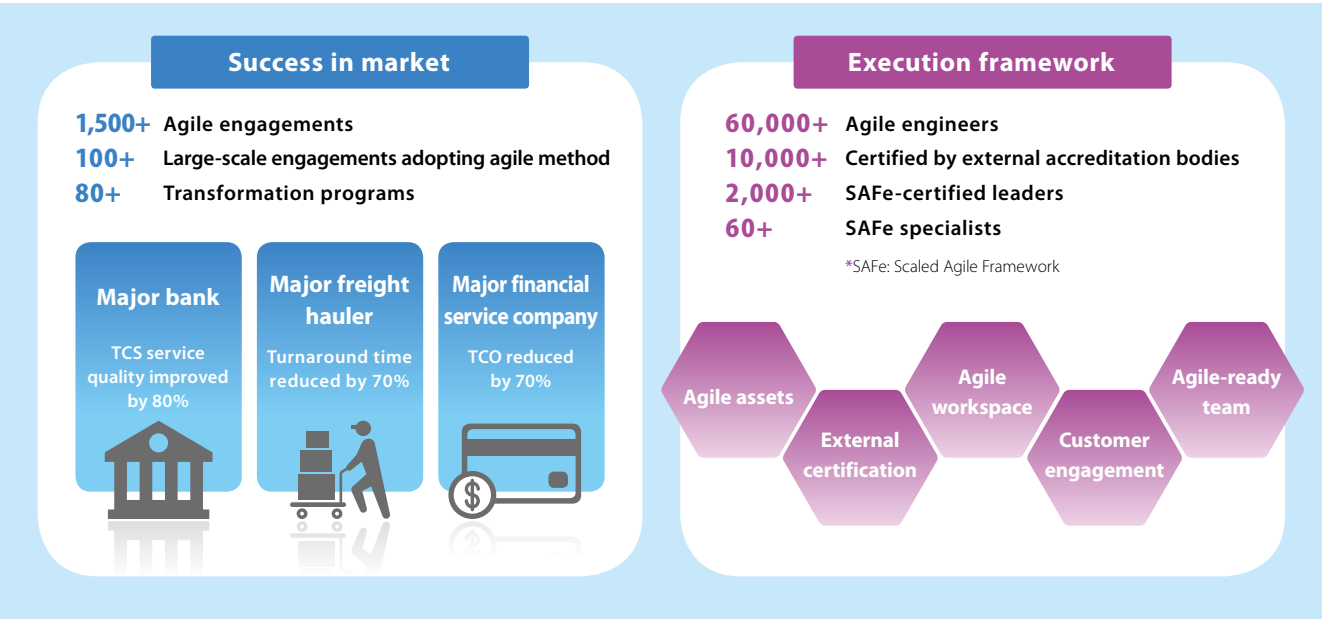 Success in market
1,500+ Agile engagements
100+ Large-scale engagements adopting agile method
80+ Transformation programs
Major bank
TCS service
quality improved
by 80%
Major freight
hauler
Turnaround time
reduced by 70%
Major financial
service company
TCO reduced
by 70%
$
Execution framework
60,000+ Agile engineers
10,000+ Certified by external accreditation bodies
2,000+ SAFe-certified leaders
60+ SAFe specialists
*SAFe: Scaled Agile Framework
Agile assets
External
certification
Agile
workspace
Customer
engagement
Agile-ready
team